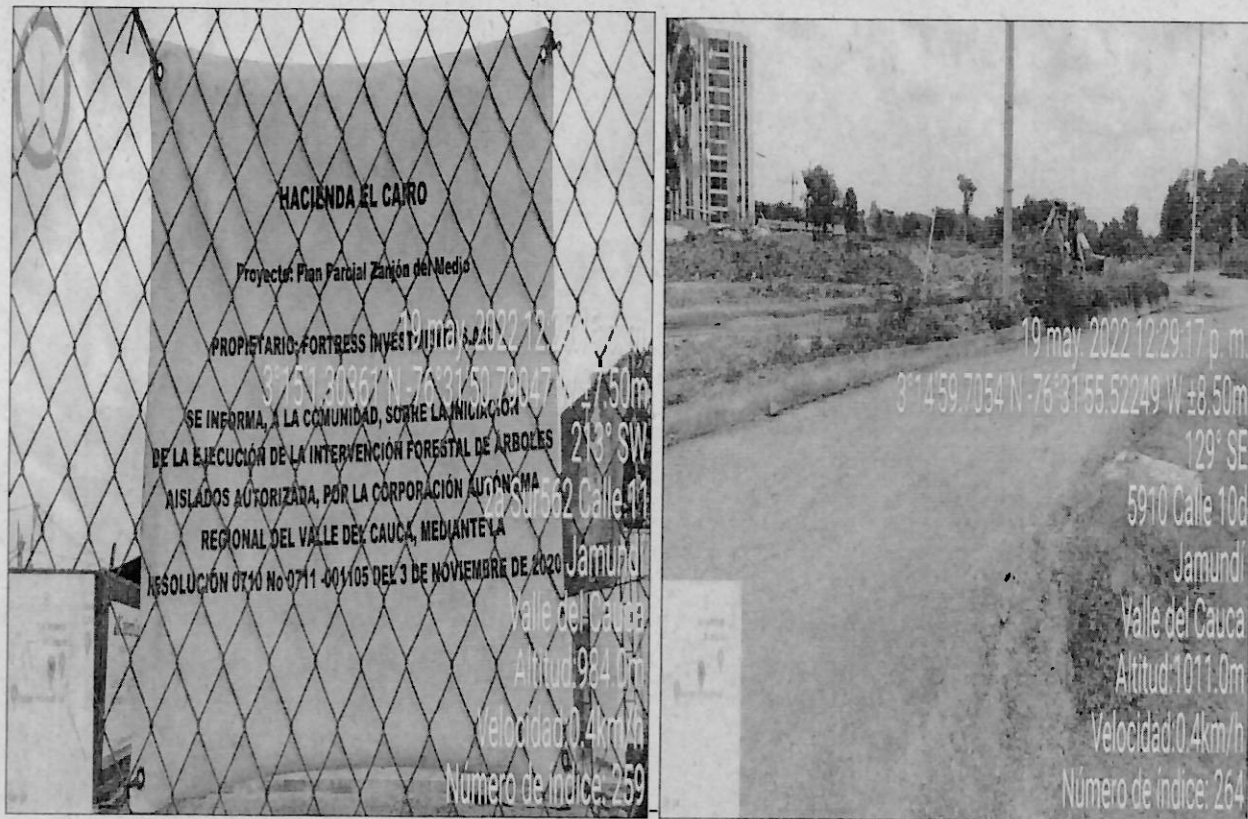 HACIENDA EL CAIRO
Proyecto: Plan Parcial Zanjón del Medio
PROPIETARIO: FORTRESS
SE INFORMA, A LA COMUNIDAD, SOBRE LA INICIACIÓN
DE LA EJECUCIÓN DE LA INTERVENCIÓN FORESTAL DE ÁRBOLES
AISLADOS AUTORIZADA, POR LA CORPORACIÓN AUTÓNOMA
REGIONAL DEL VALLE DEL CAUCA, MEDIANTE LA
RESOLUCIÓN 0710 No 0711 -001105 DEL 3 DE NOVIEMBRE DE 2020
19 may. 2022
213° SW
Calle 11
Jamundí
Valle del Cauca
Altitud:984.0m
Velocidad:0.4km/h
Número de índice: 259
19 may. 2022 12:29:17 p. m.
3°14'59.7054 N -76°31'55.52249 W ±8.50m
129° SE
5910 Calle 10d
Jamundí
Valle del Cauca
Altitud:1011.0m
Velocidad:0.4km/h
Número de índice: 264